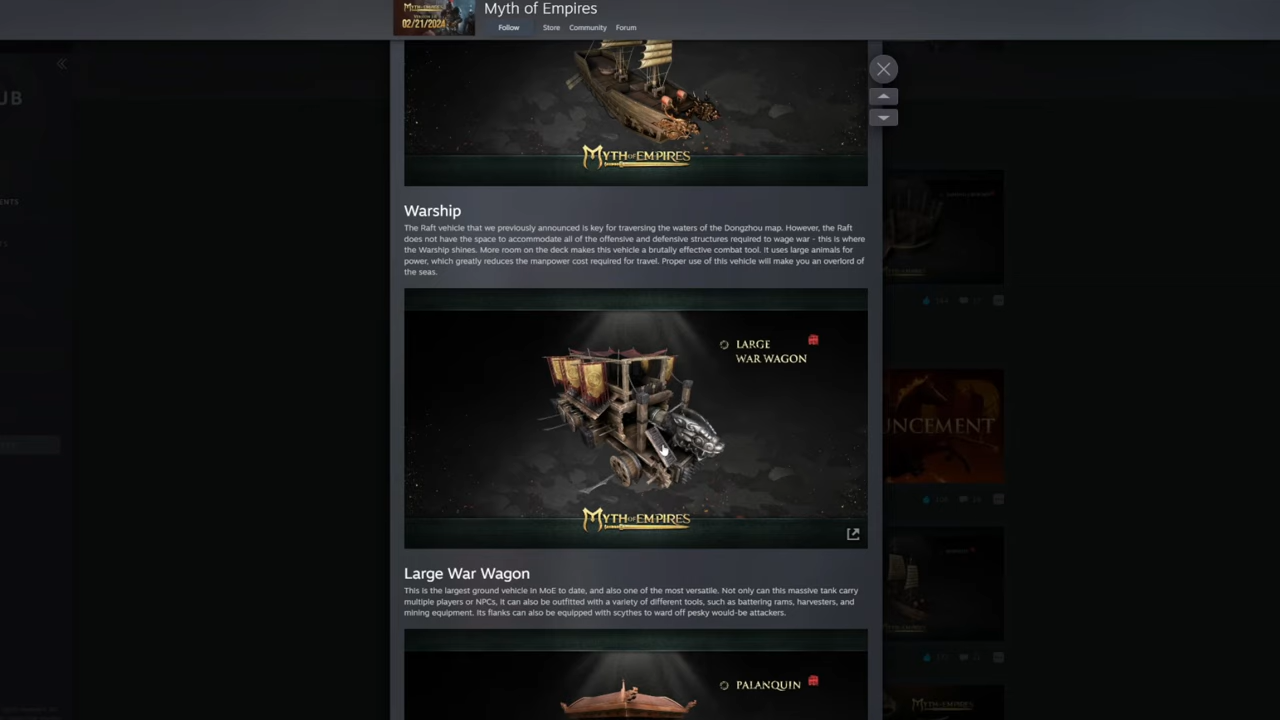 Myth of Empires
02/21/2024
Follow
Store
Community
Forum
UB
MYTH OF EMPIRES
Warship
The Raft vehicle that we previously announced is key for traversing the waters of the Dongzhou map. However, the Raft
does not have the space to accommodate all of the offensive and defensive structures required to wage war - this is where
the Warship shines. More room on the deck makes this vehicle a brutally effective combat tool. It uses large animals for
power, which greatly reduces the manpower cost required for travel. Proper use of this vehicle will make you an overlord of
the seas.
LARGE
WAR WAGON
MYTH OF EMPIRES
UNCEMENT
Large War Wagon
This is the largest ground vehicle in MoE to date, and also one of the most versatile. Not only can this massive tank carry
multiple players or NPCs, it can also be outfitted with a variety of different tools, such as battering rams, harvesters, and
mining equipment. Its flanks can also be equipped with scythes to ward off pesky would-be attackers.
PALANQUIN